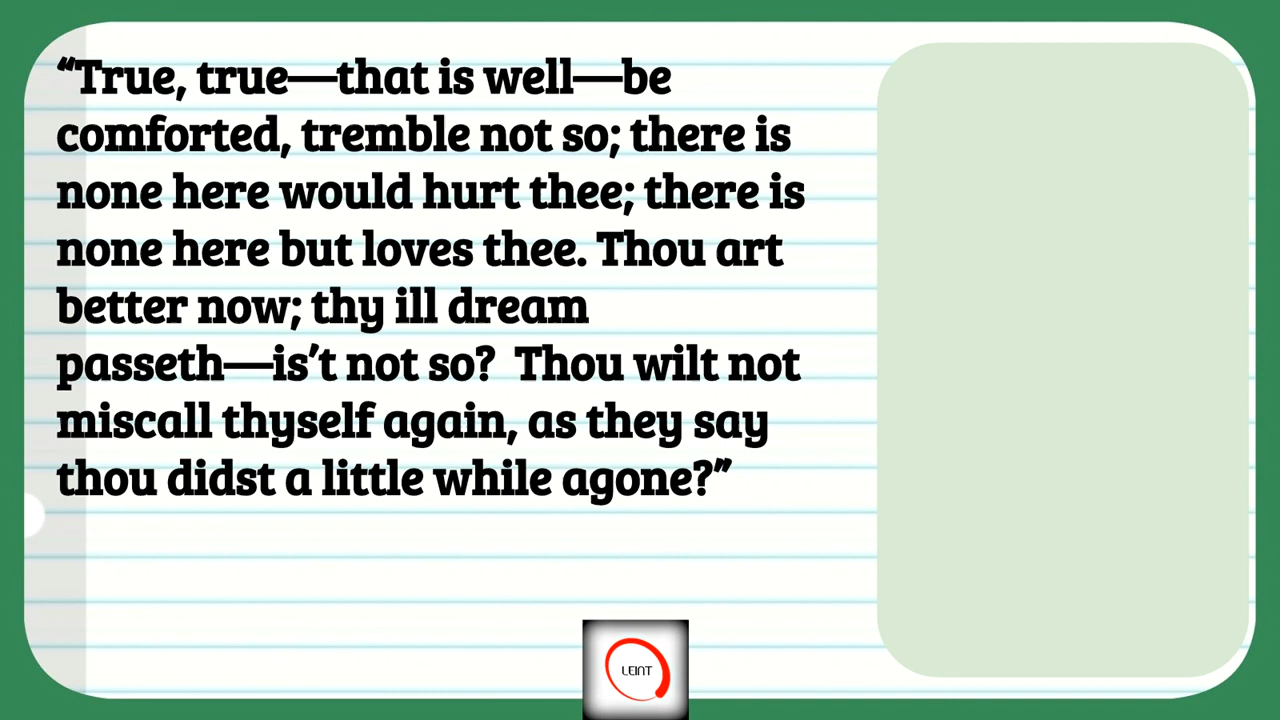 “True, true—that is well—be
comforted, tremble not so; there is
none here would hurt thee; there is
none here but loves thee. Thou art
better now; thy ill dream
passeth—is’t not so?  Thou wilt not
miscall thyself again, as they say
thou didst a little while agone?”
LEINT